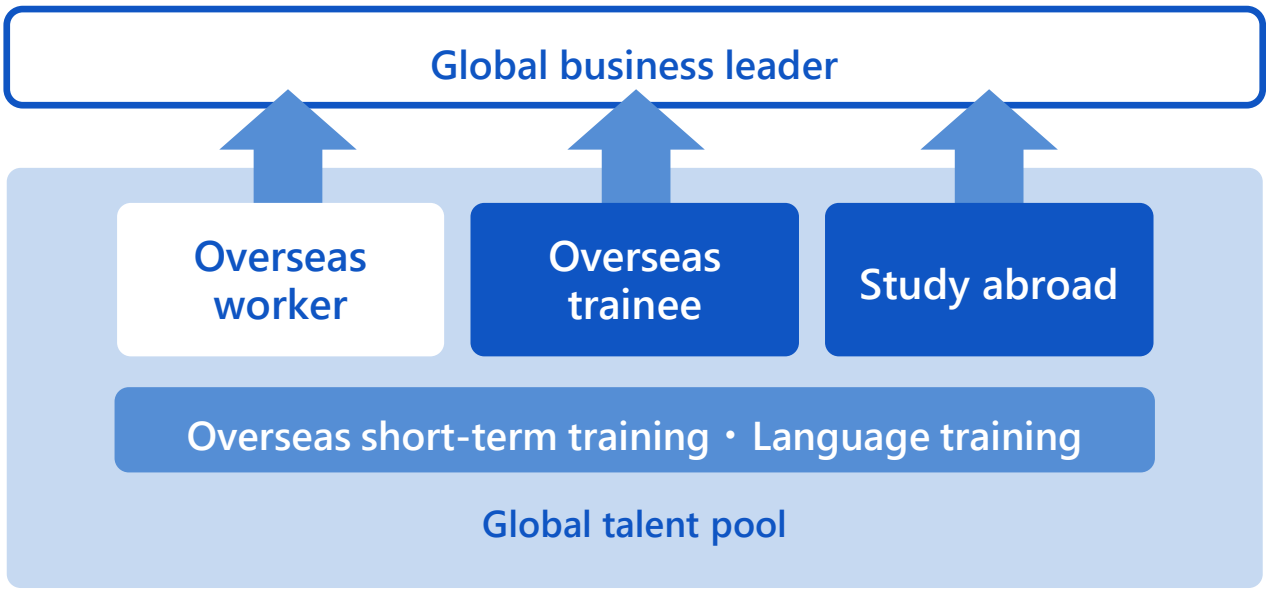 Global business leader
Overseas
worker
Overseas
trainee
Study abroad
Overseas short-term training・Language training
Global talent pool